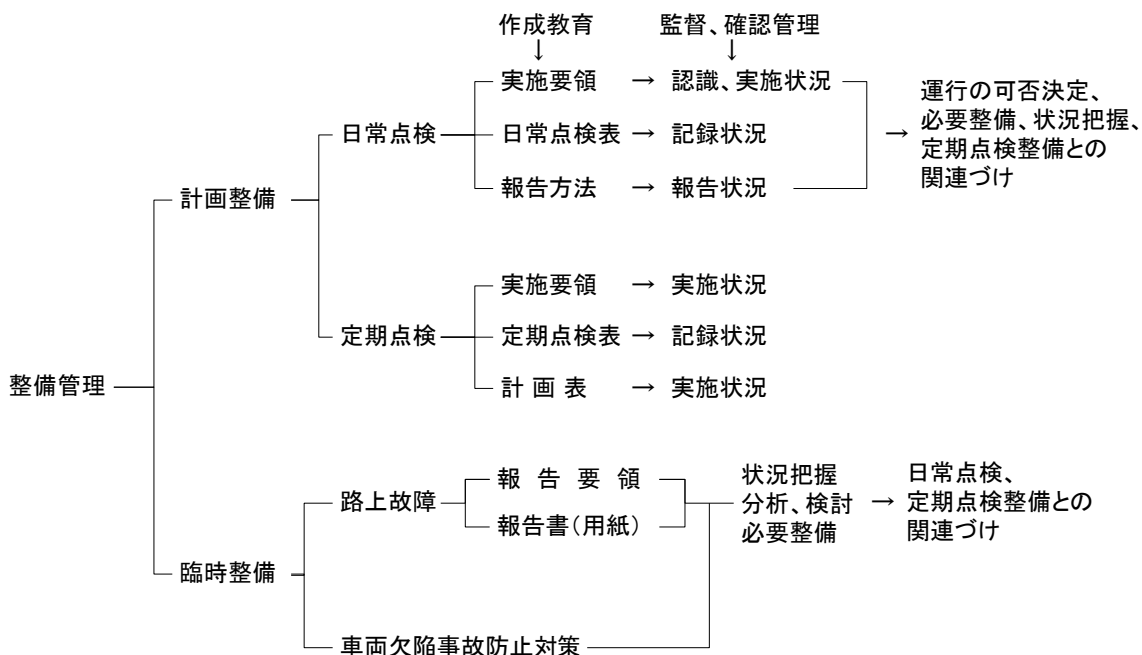 作成教育
監督、確認管理
↓
↓
実施要領 → 認識、実施状況
日常点検
日常点検表 → 記録状況
報告方法 → 報告状況
→ 運行の可否決定、
必要整備、状況把握、
定期点検整備との
関連づけ
計画整備
実施要領 → 実施状況
定期点検
定期点検表 → 記録状況
計画表 → 実施状況
整備管理
路上故障
報告要領
報告書(用紙)
状況把握
分析、検討
必要整備
→ 日常点検、
定期点検整備との
関連づけ
臨時整備
車両欠陥事故防止対策